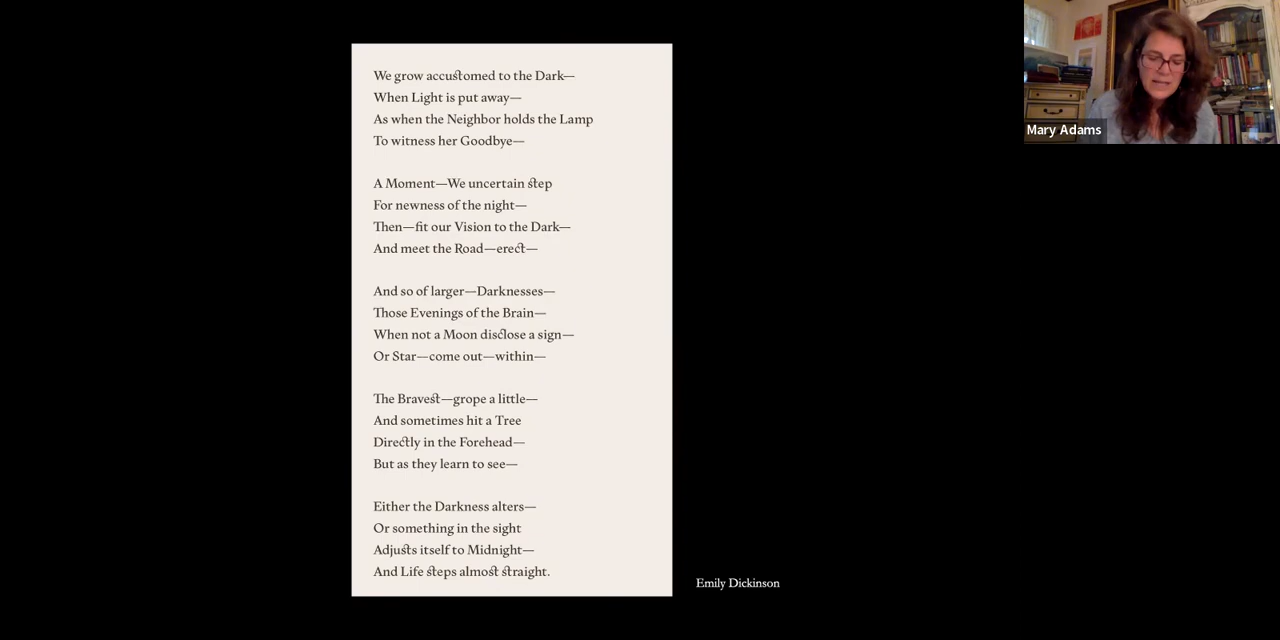 We grow accustomed to the Dark—
When Light is put away—
As when the Neighbor holds the Lamp
To witness her Goodbye—

A Moment—We uncertain step
For newness of the night—
Then—fit our Vision to the Dark—
And meet the Road—erect—

And so of larger—Darknesses—
Those Evenings of the Brain—
When not a Moon disclose a sign—
Or Star—come out—within—

The Bravest—grope a little—
And sometimes hit a Tree
Directly in the Forehead—
But as they learn to see—

Either the Darkness alters—
Or something in the sight
Adjusts itself to Midnight—
And Life steps almost straight.

Emily Dickinson
Mary Adams